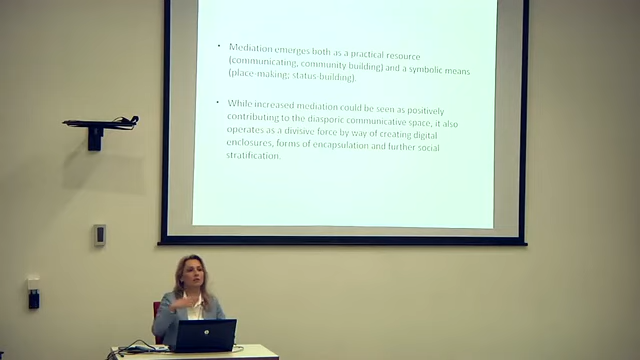 • Mediation emerges both as a practical resource
(communicating, community building) and a symbolic means
(place-making; status-building).
• While increased mediation could be seen as positively
contributing to the diasporic communicative space, it also
operates as a divisive force by way of creating digital
enclosures, forms of encapsulation and further social
stratification.